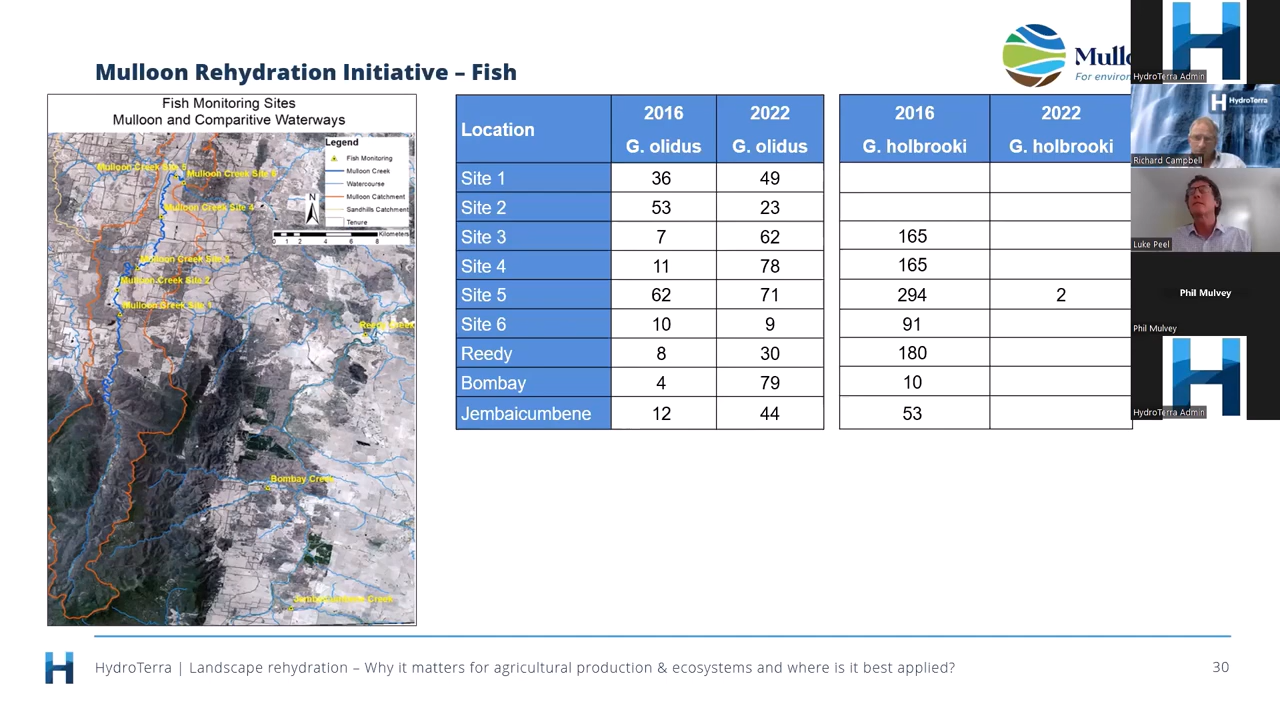 Mulloon Rehydration Initiative – Fish
Fish Monitoring Sites
Mulloon and Comparitive Waterways
Legend
Fish Monitoring
Mulloon Creek
Watercourse
Mulloon Catchment
Sandhills Catchment
Tenure
N
Kilometers
0 1 2 4 6 8
Mulloon Creek Site 5
Mulloon Creek Site 6
Mulloon Creek Site 4
Mulloon Creek Site 3
Mulloon Creek Site 2
Mulloon Creek Site 1
Reedy Creek
Bombay Creek
Jembaicumbene Creek
Location 2016 G. olidus 2022 G. olidus 2016 G. holbrooki 2022 G. holbrooki
Site 1 36 49
Site 2 53 23
Site 3 7 62 165
Site 4 11 78 165
Site 5 62 71 294 2
Site 6 10 9 91
Reedy 8 30 180
Bombay 4 79 10
Jembaicumbene 12 44 53
For environ
HydroTerra Admin
HydroTerra
Richard Campbell
Luke Peel
Phil Mulvey
Phil Mulvey
HydroTerra Admin
HydroTerra | Landscape rehydration – Why it matters for agricultural production & ecosystems and where is it best applied?
30